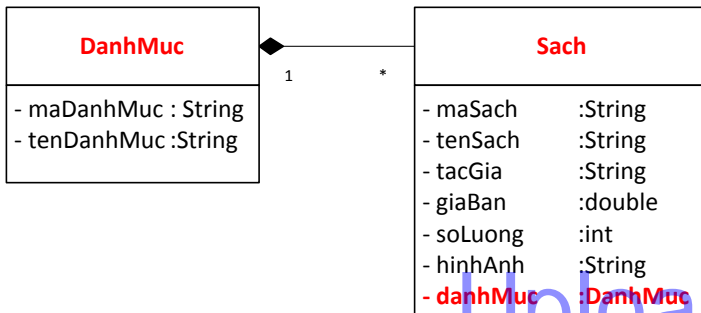 DanhMuc
- maDanhMuc : String
- tenDanhMuc :String
1
*
Sach
- maSach :String
- tenSach :String
- tacGia :String
- giaBan :double
- soLuong :int
- hinhAnh :String
- danhMuc :DanhMuc